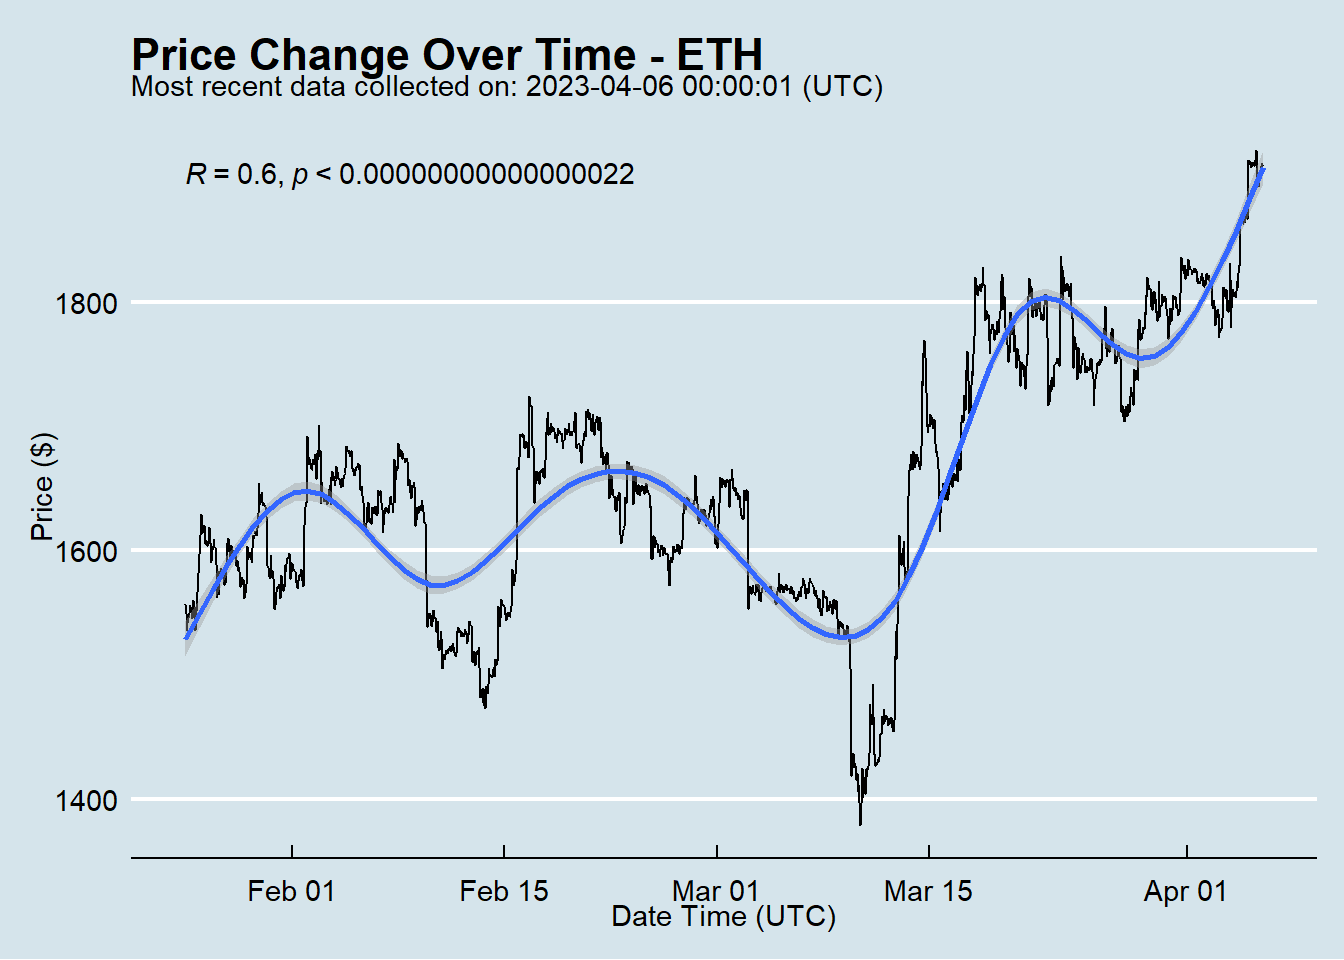 Price Change Over Time - ETH
Most recent data collected on: 2023-04-06 00:00:01 (UTC)
R = 0.6, p < 0.00000000000000022
1800
1600
1400
Price ($)
Feb 01
Feb 15
Mar 01
Mar 15
Apr 01
Date Time (UTC)